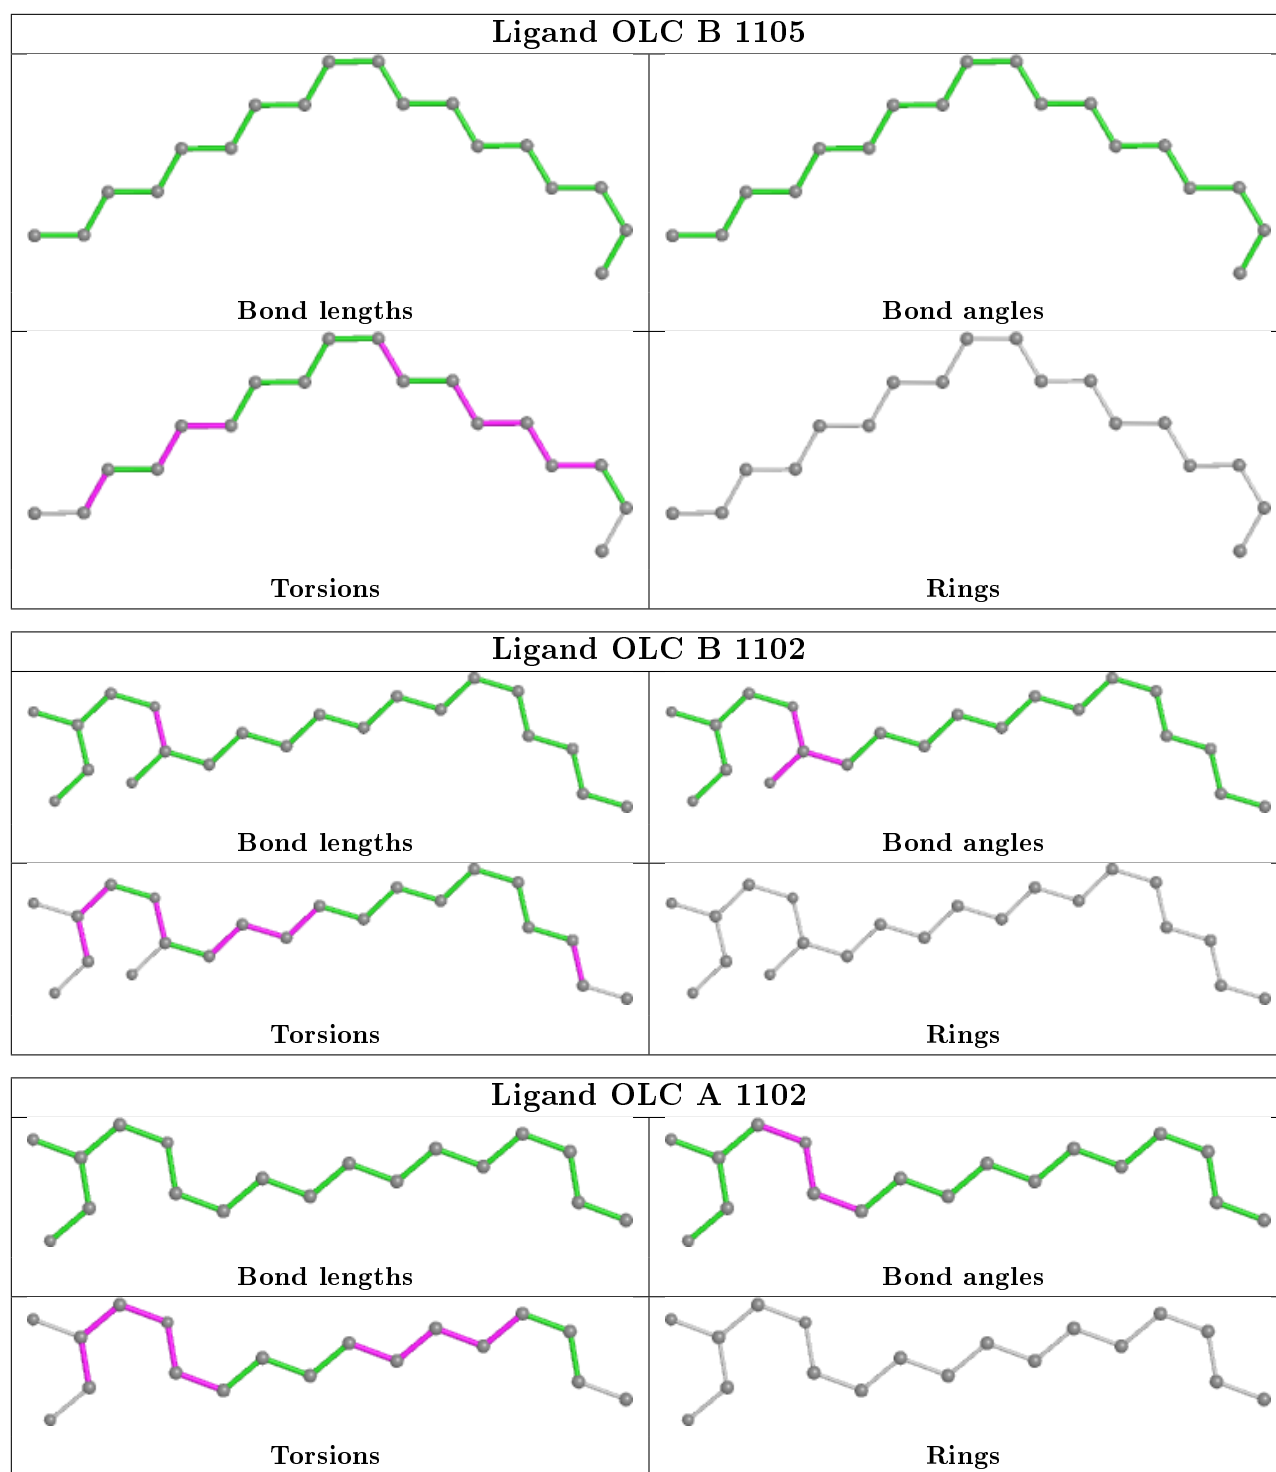 Ligand OLC B 1105
Bond lengths
Bond angles
Torsions
Rings
Ligand OLC B 1102
Bond lengths
Bond angles
Torsions
Rings
Ligand OLC A 1102
Bond lengths
Bond angles
Torsions
Rings